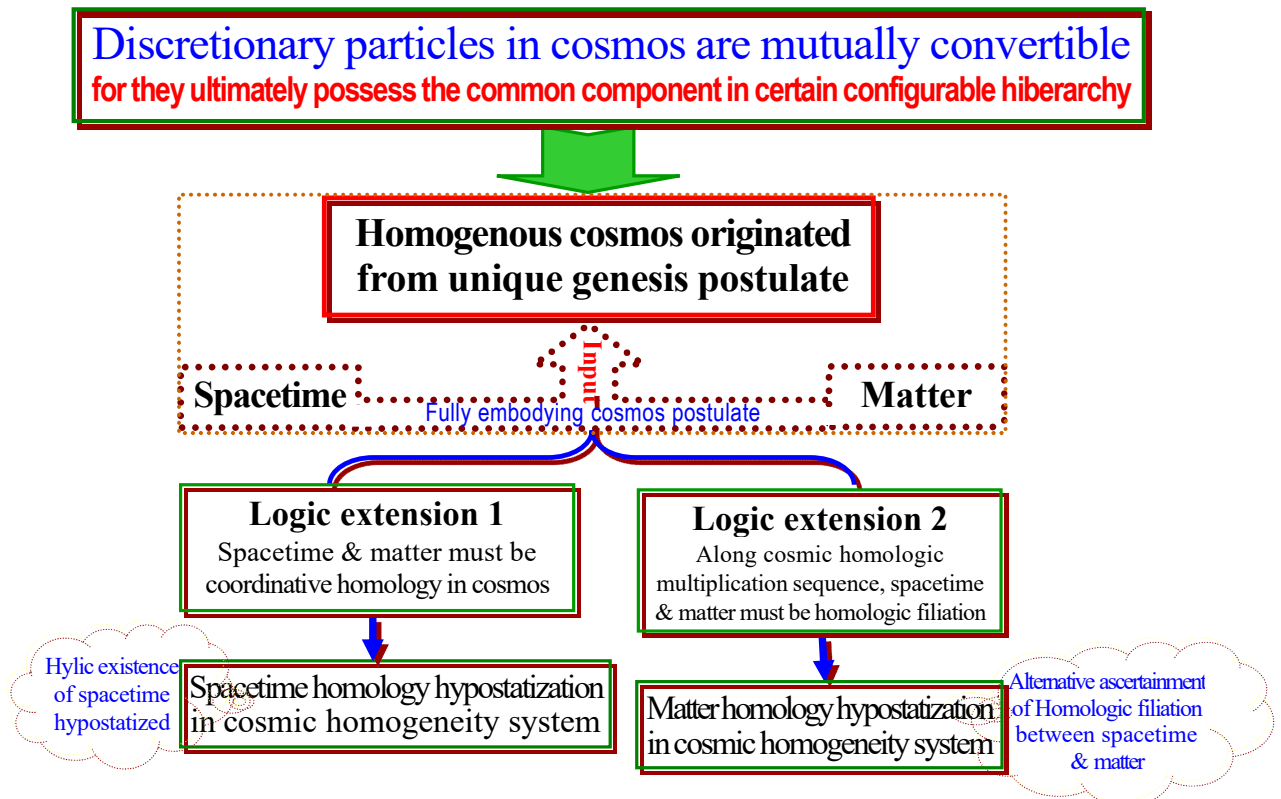 Discretionary particles in cosmos are mutually convertible
for they ultimately possess the common component in certain configurable hiberarchy
Homogenous cosmos originated
from unique genesis postulate
Input
Spacetime
Matter
Fully embodying cosmos postulate
Logic extension 1
Spacetime & matter must be
coordinative homology in cosmos
Logic extension 2
Along cosmic homologic
multiplication sequence, spacetime
& matter must be homologic filiation
Hylic existence
of spacetime
hypostatized
Spacetime homology hypostatization
in cosmic homogeneity system
Matter homology hypostatization
in cosmic homogeneity system
Alternative ascertainment
of Homologic filiation
between spacetime
& matter